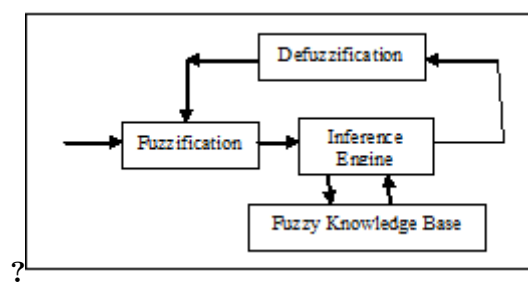 Defuzzification
Fuzzification
Inference
Engine
Fuzzy Knowledge Base
?